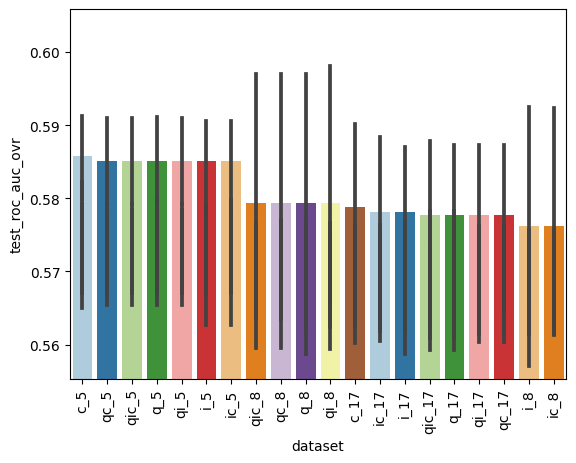 0.60
0.59
0.58
0.57
0.56
test_roc_auc_ovr
c_5
qc_5
qic_5
q_5
qi_5
i_5
ic_5
qic_8
qc_8
q_8
qi_8
c_17
ic_17
i_17
qic_17
q_17
qi_17
qc_17
i_8
ic_8
dataset